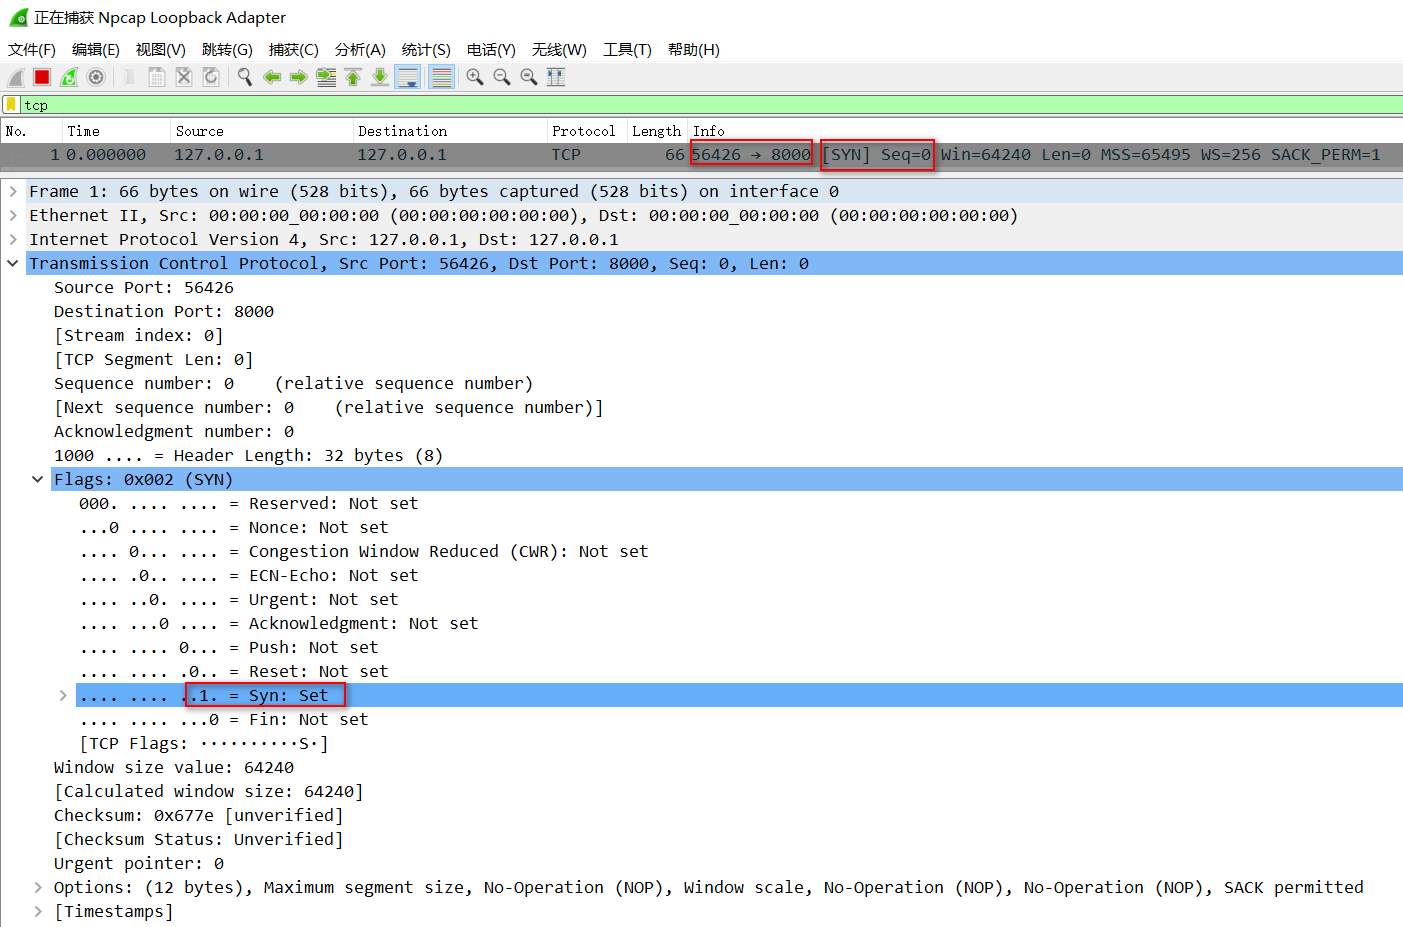 正在捕获 Npcap Loopback Adapter
文件(F) 编辑(E) 视图(V) 跳转(G) 捕获(C) 分析(A) 统计(S) 电话(Y) 无线(W) 工具(T) 帮助(H)
tcp
No. Time Source Destination Protocol Length Info
1 0.000000 127.0.0.1 127.0.0.1 TCP 66 56426 → 8000 [SYN] Seq=0 Win=64240 Len=0 MSS=65495 WS=256 SACK_PERM=1
Frame 1: 66 bytes on wire (528 bits), 66 bytes captured (528 bits) on interface 0
Ethernet II, Src: 00:00:00_00:00:00 (00:00:00:00:00:00), Dst: 00:00:00_00:00:00 (00:00:00:00:00:00)
Internet Protocol Version 4, Src: 127.0.0.1, Dst: 127.0.0.1
Transmission Control Protocol, Src Port: 56426, Dst Port: 8000, Seq: 0, Len: 0
Source Port: 56426
Destination Port: 8000
[Stream index: 0]
[TCP Segment Len: 0]
Sequence number: 0    (relative sequence number)
[Next sequence number: 0    (relative sequence number)]
Acknowledgment number: 0
1000 .... = Header Length: 32 bytes (8)
Flags: 0x002 (SYN)
000. .... .... = Reserved: Not set
...0 .... .... = Nonce: Not set
.... 0... .... = Congestion Window Reduced (CWR): Not set
.... .0.. .... = ECN-Echo: Not set
.... ..0. .... = Urgent: Not set
.... ...0 .... = Acknowledgment: Not set
.... .... 0... = Push: Not set
.... .... .0.. = Reset: Not set
.... .... ..1. = Syn: Set
.... .... ...0 = Fin: Not set
[TCP Flags: ··········S·]
Window size value: 64240
[Calculated window size: 64240]
Checksum: 0x677e [unverified]
[Checksum Status: Unverified]
Urgent pointer: 0
Options: (12 bytes), Maximum segment size, No-Operation (NOP), Window scale, No-Operation (NOP), No-Operation (NOP), SACK permitted
[Timestamps]